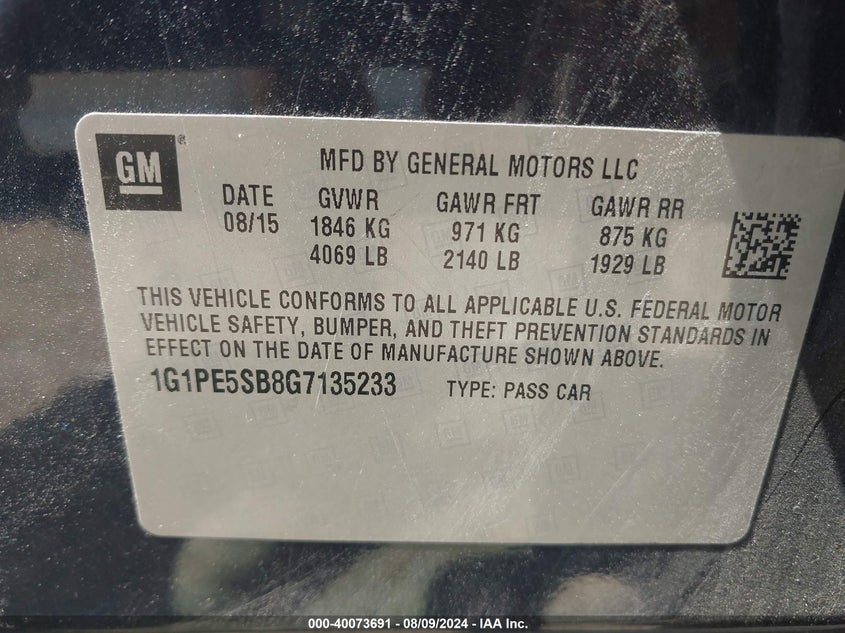 GM® MFD BY GENERAL MOTORS LLC
DATE GVWR GAWR FRT GAWR RR
08/15 1846 KG 971 KG 875 KG
4069 LB 2140 LB 1929 LB
THIS VEHICLE CONFORMS TO ALL APPLICABLE U.S. FEDERAL MOTOR
VEHICLE SAFETY, BUMPER, AND THEFT PREVENTION STANDARDS IN
EFFECT ON THE DATE OF MANUFACTURE SHOWN ABOVE.
1G1PE5SB8G7135233 TYPE: PASS CAR
000-40073691 - 08/09/2024 - IAA Inc.